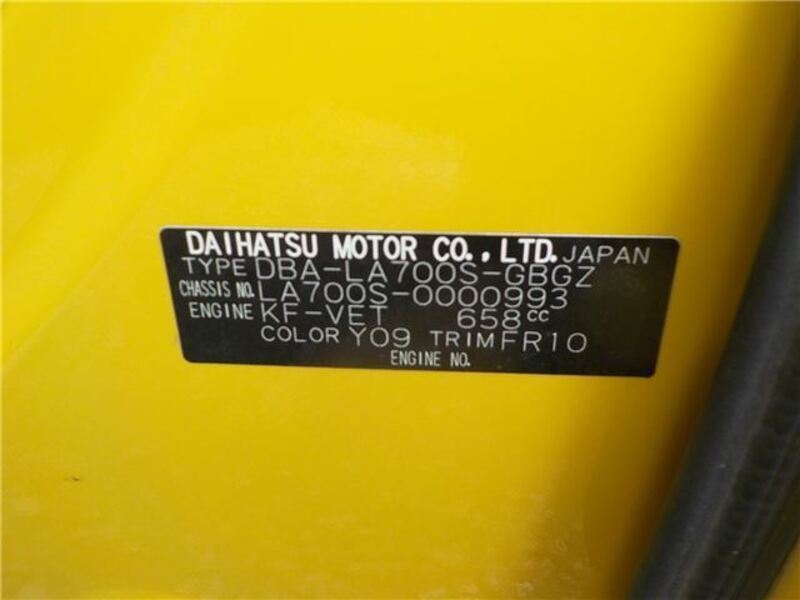 DAIHATSU MOTOR CO., LTD. JAPAN
TYPE DBA-LA700S-GBGZ
CHASSIS NO. LA700S-0000993
ENGINE KF-VET 658cc
COLOR Y09 TRIM FR10
ENGINE NO.